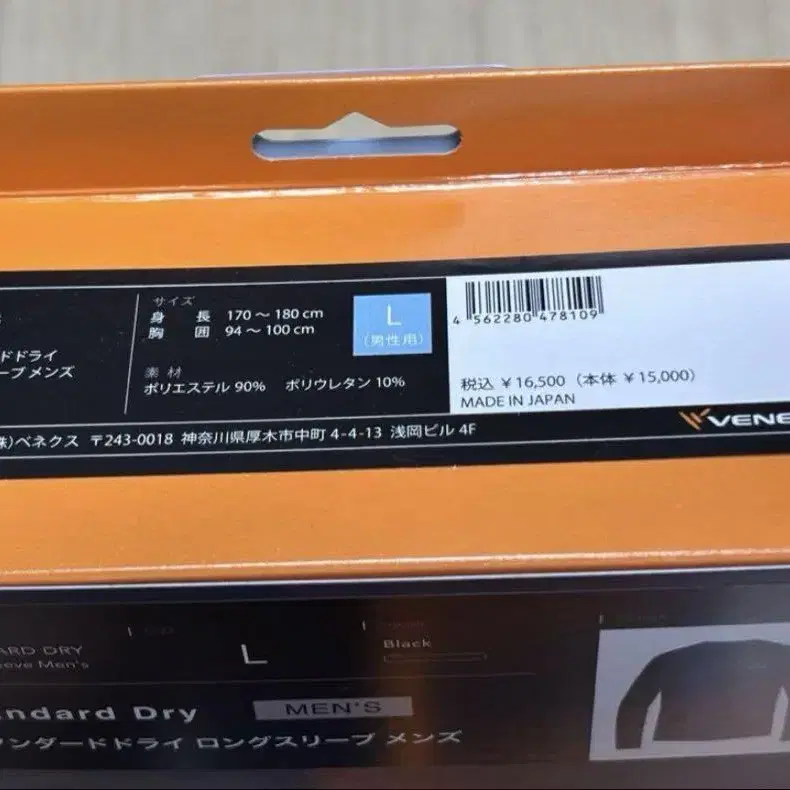 サイズ
身 長 170～180 cm
胸 囲 94～100 cm
L
(男性用)
ドドライ
ーブ メンズ
素 材
ポリエステル 90% ポリウレタン 10%
4 562280 478109
税込 ￥16,500（本体 ￥15,000）
MADE IN JAPAN
株)ベネクス 〒243-0018 神奈川県厚木市中町 4-4-13 浅岡ビル 4F
VENE
ARD DRY
eeve Men's
L
Black
andard Dry MEN'S
ンダードドライ ロングスリーブ メンズ